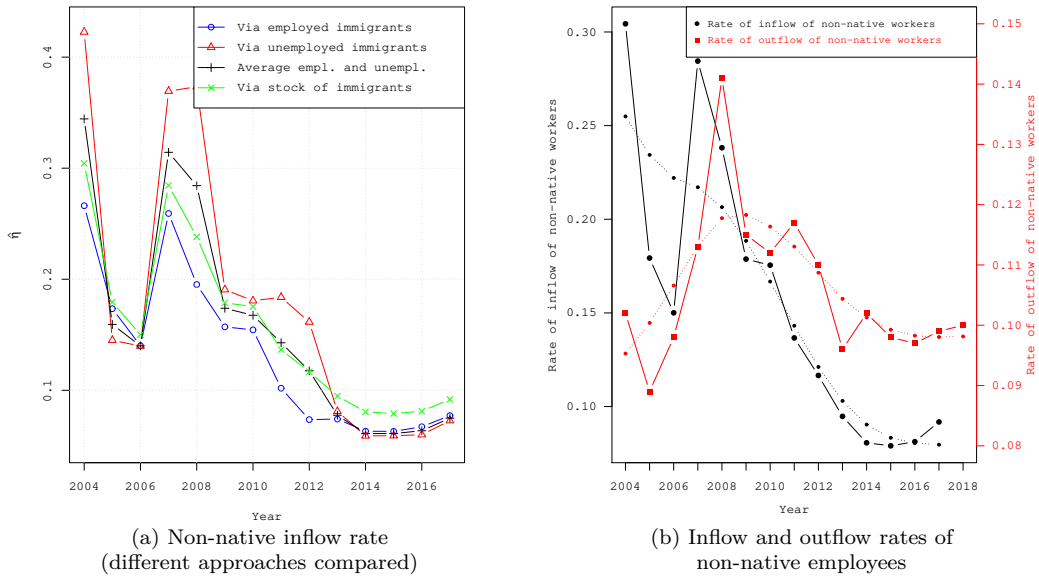 Via employed immigrants
Via unemployed immigrants
Average empl. and unempl.
Via stock of immigrants
0.4
0.3
0.2
0.1
η̂
2004 2006 2008 2010 2012 2014 2016
Year
(a) Non-native inflow rate
(different approaches compared)
Rate of inflow of non-native workers
Rate of outflow of non-native workers
0.30
0.25
0.20
0.15
0.10
Rate of inflow of non-native workers
0.15
0.14
0.13
0.12
0.11
0.10
0.09
0.08
Rate of outflow of non-native workers
2004 2006 2008 2010 2012 2014 2016 2018
Year
(b) Inflow and outflow rates of
non-native employees